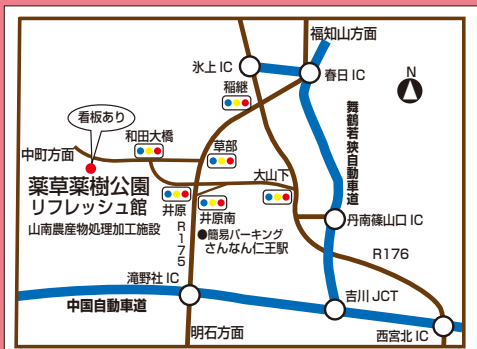 福知山方面
氷上 IC
春日 IC
稲継
N
看板あり
和田大橋
舞鶴若狭自動車道
中町方面
草部
薬草薬樹公園
リフレッシュ館
山南農産物処理加工施設
大山下
井原
井原南
R175
●簡易パーキング
さんなん仁王駅
丹南篠山口 IC
R176
滝野社 IC
中国自動車道
吉川 JCT
明石方面
西宮北 IC